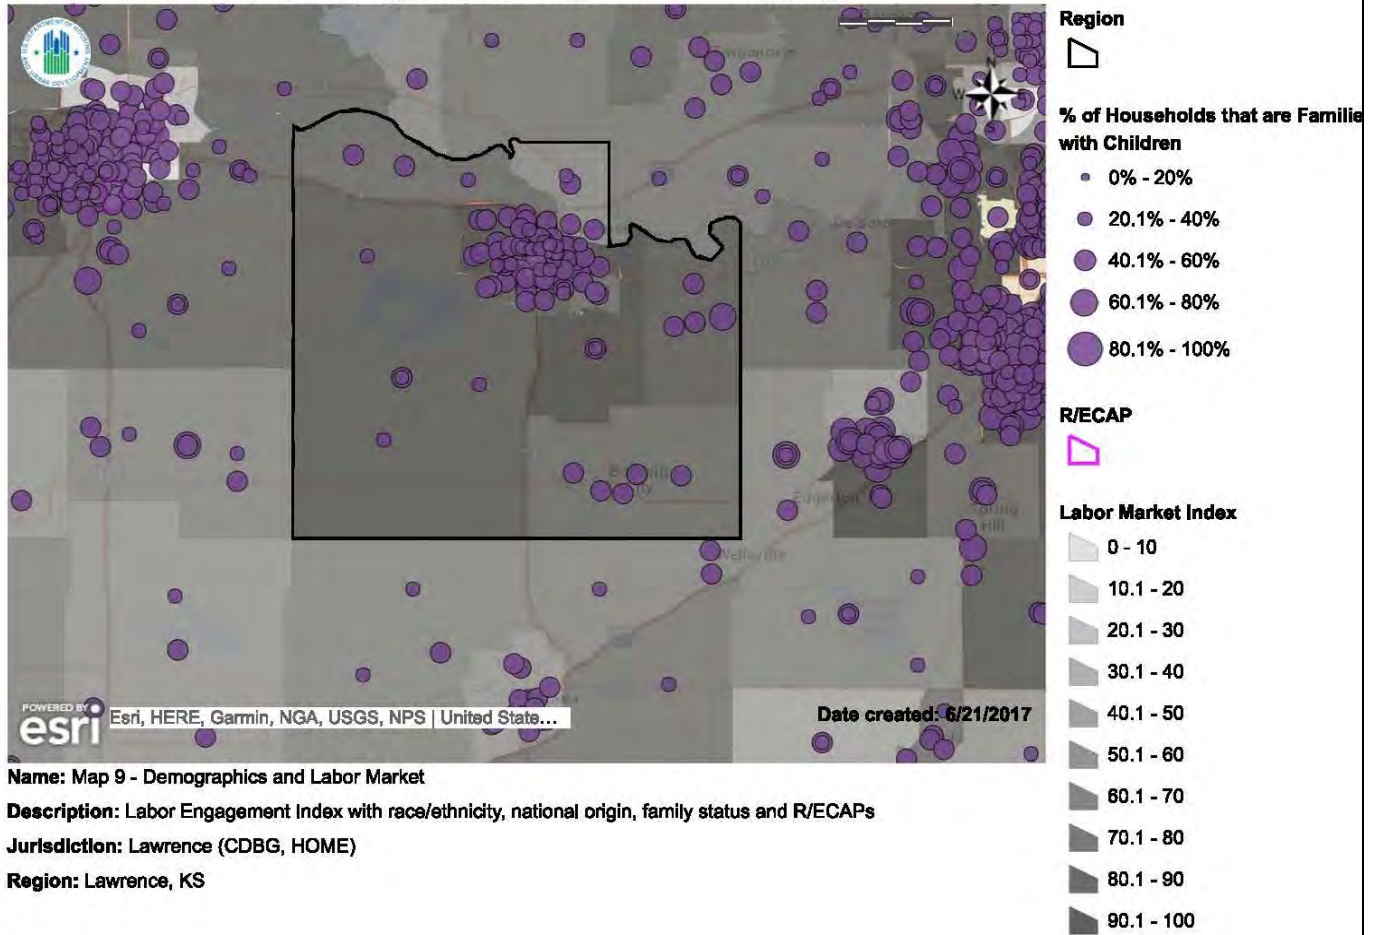 Region
% of Households that are Familie
with Children
0% - 20%
20.1% - 40%
40.1% - 60%
60.1% - 80%
80.1% - 100%
R/ECAP
Labor Market Index
0 - 10
10.1 - 20
20.1 - 30
30.1 - 40
40.1 - 50
50.1 - 60
60.1 - 70
70.1 - 80
80.1 - 90
90.1 - 100
N
W
S
Edgerton
Spring
Hill
Wellsville
POWERED BY
esri
Esri, HERE, Garmin, NGA, USGS, NPS | United State...
Date created: 6/21/2017
Name: Map 9 - Demographics and Labor Market
Description: Labor Engagement Index with race/ethnicity, national origin, family status and R/ECAPs
Jurisdiction: Lawrence (CDBG, HOME)
Region: Lawrence, KS